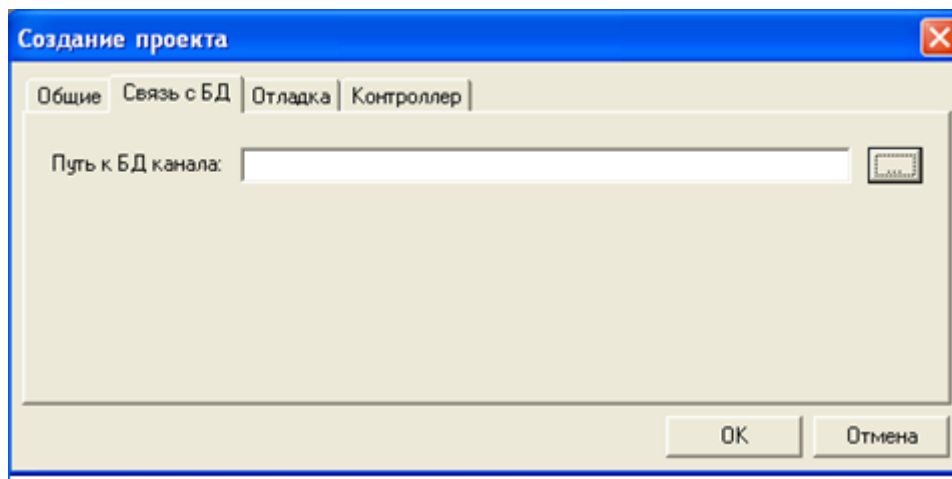 Создание проекта
Общие Связь с БД Отладка Контроллер
Путь к БД канала: ...
OK Отмена